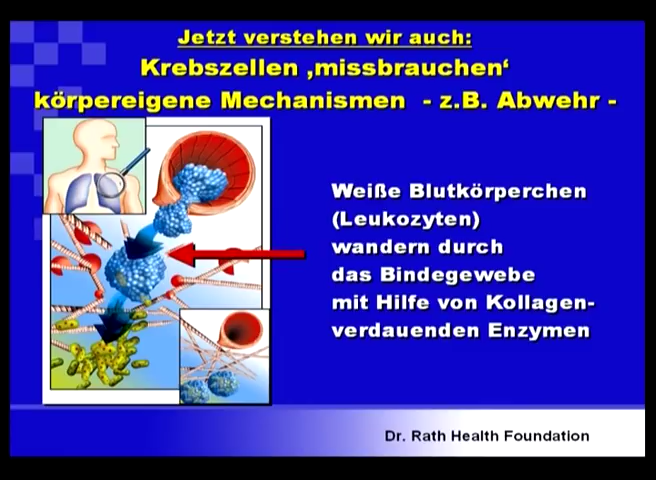 Jetzt verstehen wir auch:
Krebszellen ‚missbrauchen‘
körpereigene Mechanismen - z.B. Abwehr -
Weiße Blutkörperchen
(Leukozyten)
wandern durch
das Bindegewebe
mit Hilfe von Kollagen-
verdauenden Enzymen
Dr. Rath Health Foundation